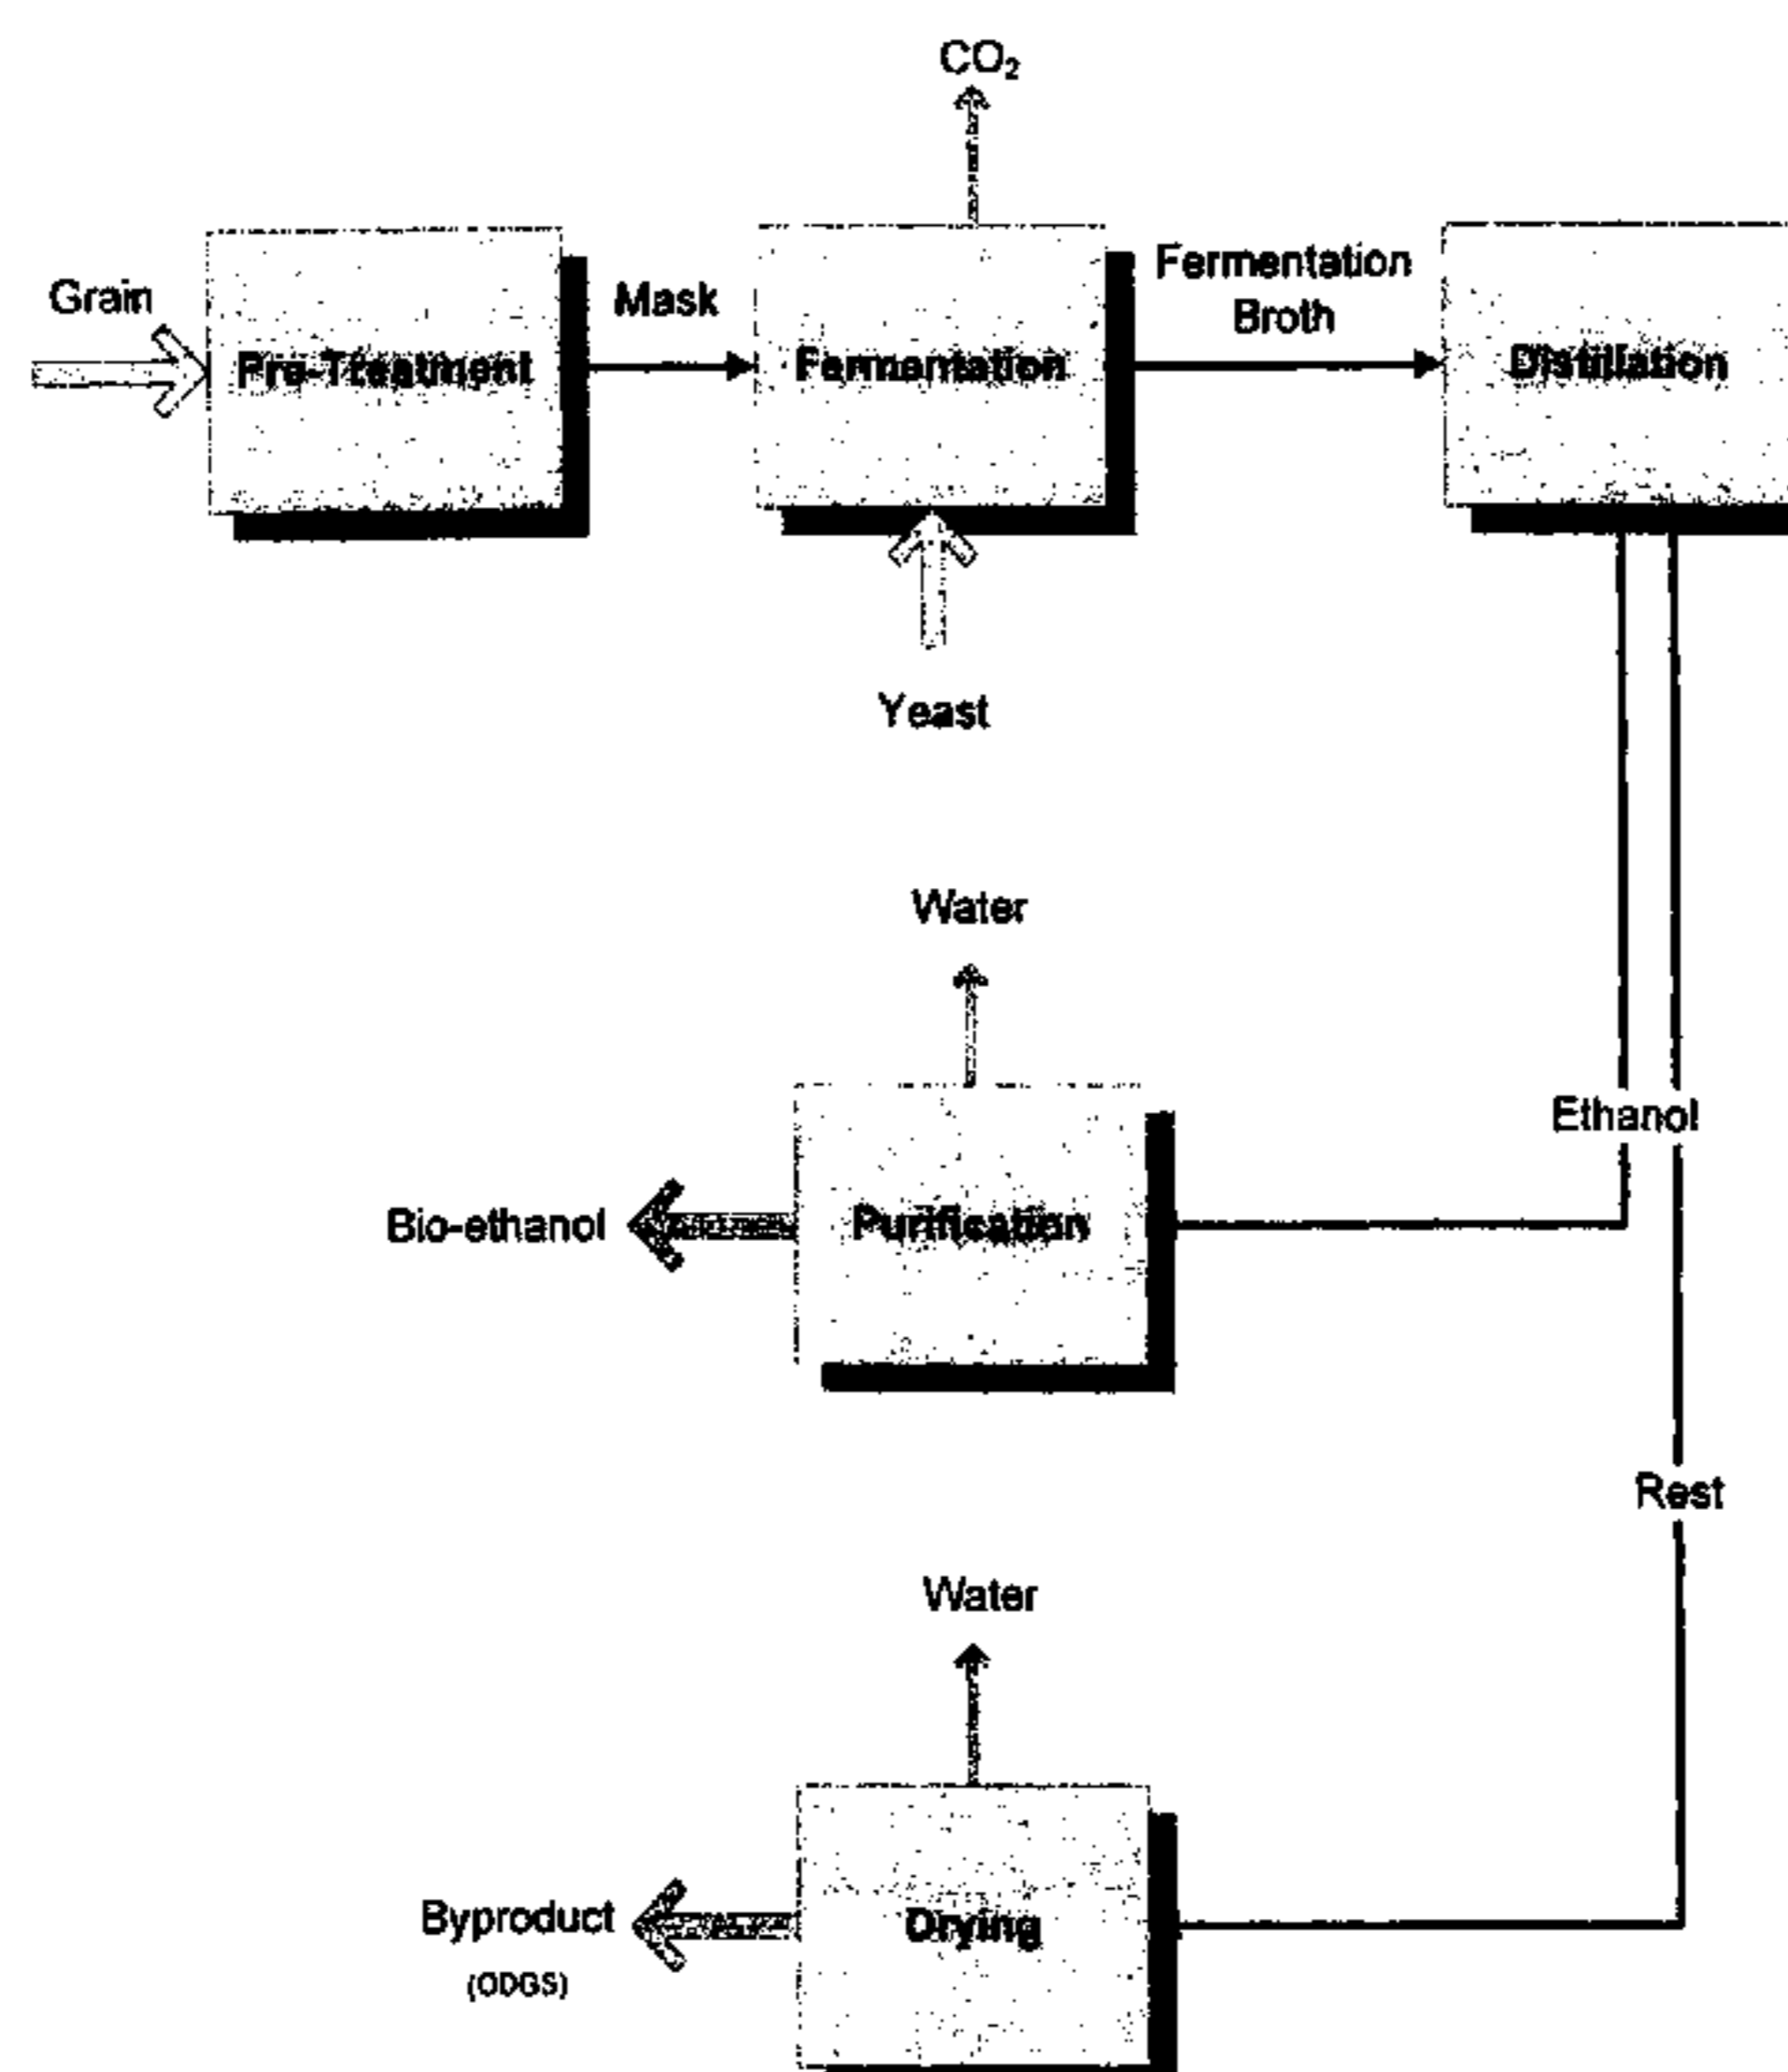 CO₂
Grain
Mask
Fermentation
Broth
Pre-Treatment
Fermentation
Distillation
Yeast
Water
Ethanol
Bio-ethanol
Purification
Rest
Water
Byproduct
Drying
(ODGS)